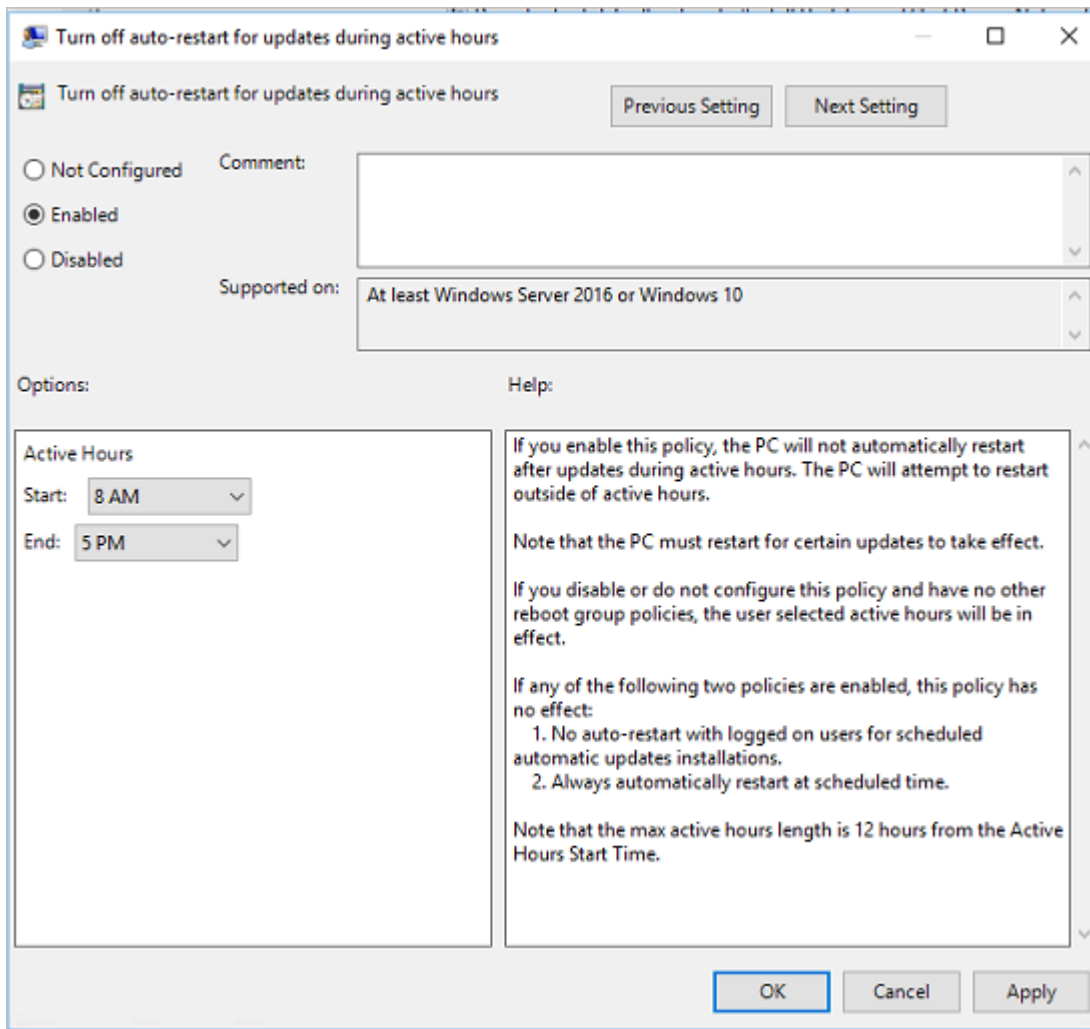 Turn off auto-restart for updates during active hours
Turn off auto-restart for updates during active hours
Previous Setting
Next Setting
Not Configured
Comment:
Enabled
Disabled
Supported on:
At least Windows Server 2016 or Windows 10
Options:
Help:
Active Hours
Start: 8 AM
End: 5 PM
If you enable this policy, the PC will not automatically restart
after updates during active hours. The PC will attempt to restart
outside of active hours.
Note that the PC must restart for certain updates to take effect.
If you disable or do not configure this policy and have no other
reboot group policies, the user selected active hours will be in
effect.
If any of the following two policies are enabled, this policy has
no effect:
1. No auto-restart with logged on users for scheduled
automatic updates installations.
2. Always automatically restart at scheduled time.
Note that the max active hours length is 12 hours from the Active
Hours Start Time.
OK
Cancel
Apply